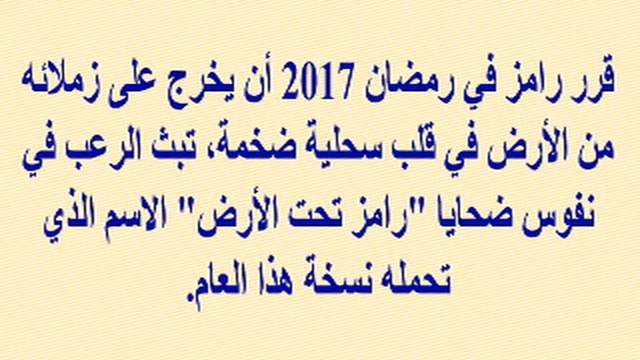 قرر رامز في رمضان 2017 أن يخرج على زملائه
من الأرض في قلب سحلية ضخمة، تبث الرعب في
نفوس ضحايا "رامز تحت الأرض" الاسم الذي
تحمله نسخة هذا العام.